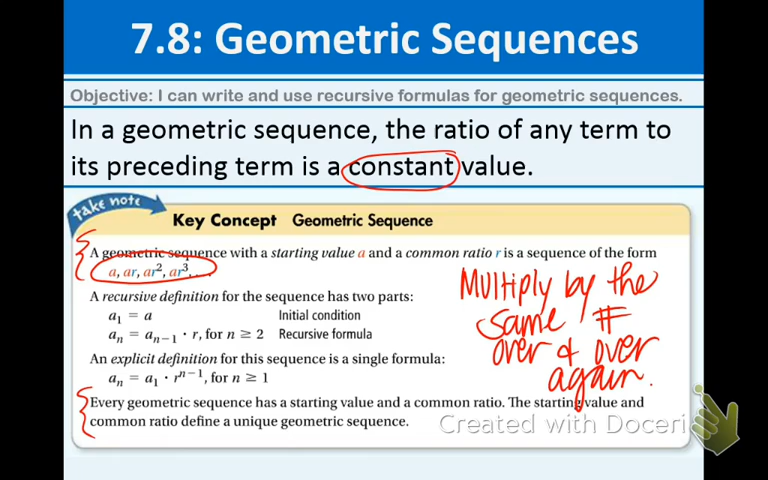 7.8: Geometric Sequences
Objective: I can write and use recursive formulas for geometric sequences.
In a geometric sequence, the ratio of any term to
its preceding term is a constant value.
take note
Key Concept Geometric Sequence
A geometric sequence with a starting value a and a common ratio r is a sequence of the form
a, ar, ar², ar³, . . .
A recursive definition for the sequence has two parts:
a₁ = a Initial condition
aₙ = aₙ₋₁ · r, for n ≥ 2 Recursive formula
An explicit definition for this sequence is a single formula:
aₙ = a₁ · rⁿ⁻¹, for n ≥ 1
Every geometric sequence has a starting value and a common ratio. The starting value and
common ratio define a unique geometric sequence.
Multiply by the
same #
over & over
again.
Created with Doceri